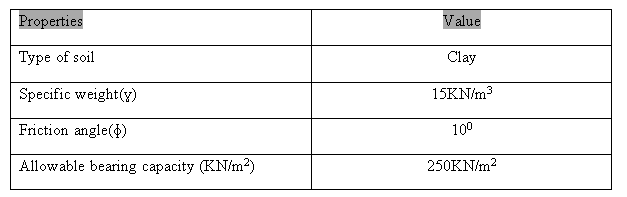 Properties Value
Type of soil Clay
Specific weight(ɣ) 15KN/m³
Friction angle(ɸ) 10⁰
Allowable bearing capacity (KN/m²) 250KN/m²